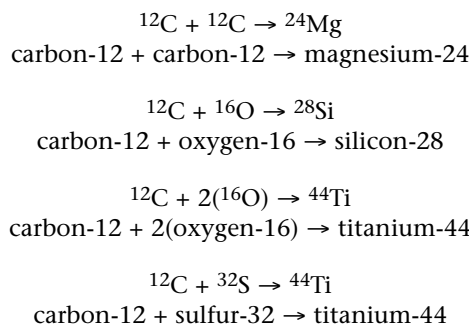 ¹²C + ¹²C → ²⁴Mg
carbon-12 + carbon-12 → magnesium-24
¹²C + ¹⁶O → ²⁸Si
carbon-12 + oxygen-16 → silicon-28
¹²C + 2(¹⁶O) → ⁴⁴Ti
carbon-12 + 2(oxygen-16) → titanium-44
¹²C + ³²S → ⁴⁴Ti
carbon-12 + sulfur-32 → titanium-44